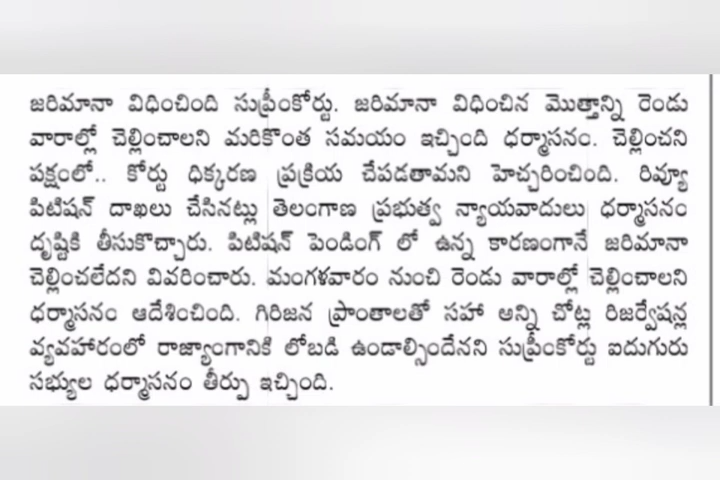 జరిమానా విధించింది సుప్రీంకోర్టు. జరిమానా విధించిన మొత్తాన్ని రెండు
వారాల్లో చెల్లించాలని మరికొంత సమయం ఇచ్చింది ధర్మాసనం. చెల్లించని
పక్షంలో.. కోర్టు ధిక్కరణ ప్రక్రియ చేపడతామని హెచ్చరించింది. రివ్యూ
పిటిషన్ దాఖలు చేసినట్లు తెలంగాణ ప్రభుత్వ న్యాయవాదులు ధర్మాసనం
దృష్టికి తీసుకొచ్చారు. పిటిషన్ పెండింగ్ లో ఉన్న కారణంగానే జరిమానా
చెల్లించలేదని వివరించారు. మంగళవారం నుంచి రెండు వారాల్లో చెల్లించాలని
ధర్మాసనం ఆదేశించింది. గిరిజన ప్రాంతాలతో సహా అన్ని చోట్ల రిజర్వేషన్ల
వ్యవహారంలో రాజ్యాంగానికి లోబడి ఉండాల్సిందేనని సుప్రీంకోర్టు ఐదుగురు
సభ్యుల ధర్మాసనం తీర్పు ఇచ్చింది.